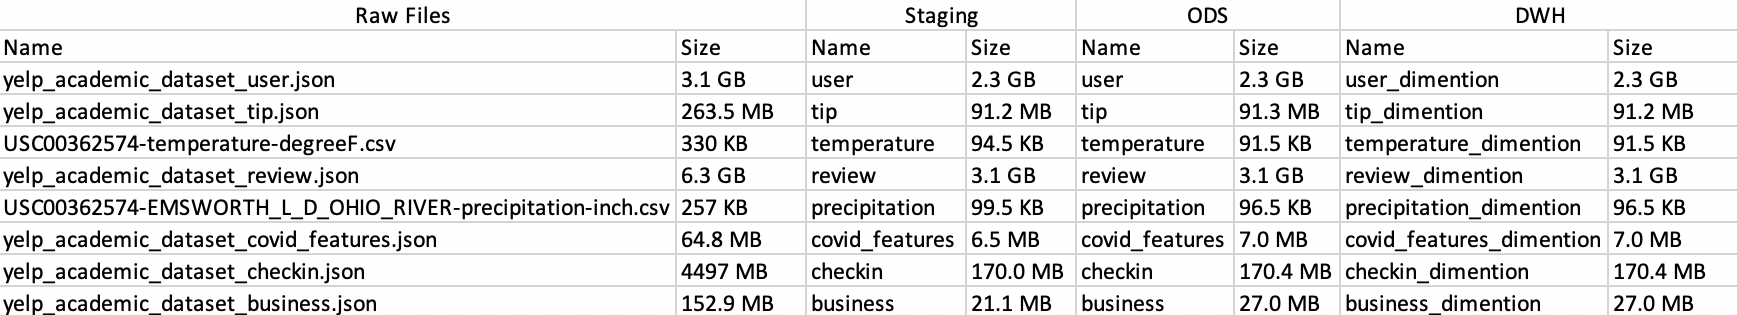 Raw Files Staging ODS DWH
Name Size Name Size Name Size Name Size
yelp_academic_dataset_user.json 3.1 GB user 2.3 GB user 2.3 GB user_dimention 2.3 GB
yelp_academic_dataset_tip.json 263.5 MB tip 91.2 MB tip 91.3 MB tip_dimention 91.2 MB
USC00362574-temperature-degreeF.csv 330 KB temperature 94.5 KB temperature 91.5 KB temperature_dimention 91.5 KB
yelp_academic_dataset_review.json 6.3 GB review 3.1 GB review 3.1 GB review_dimention 3.1 GB
USC00362574-EMSWORTH_L_D_OHIO_RIVER-precipitation-inch.csv 257 KB precipitation 99.5 KB precipitation 96.5 KB precipitation_dimention 96.5 KB
yelp_academic_dataset_covid_features.json 64.8 MB covid_features 6.5 MB covid_features 7.0 MB covid_features_dimention 7.0 MB
yelp_academic_dataset_checkin.json 4497 MB checkin 170.0 MB checkin 170.4 MB checkin_dimention 170.4 MB
yelp_academic_dataset_business.json 152.9 MB business 21.1 MB business 27.0 MB business_dimention 27.0 MB